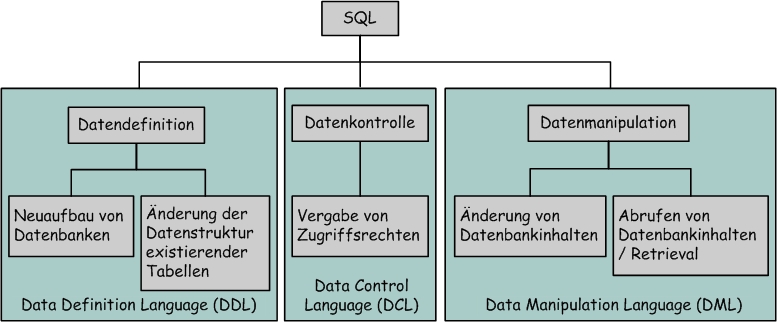 SQL
Datendefinition
Neuaufbau von
Datenbanken
Änderung der
Datenstruktur
existierender
Tabellen
Data Definition Language (DDL)
Datenkontrolle
Vergabe von
Zugriffsrechten
Data Control
Language (DCL)
Datenmanipulation
Änderung von
Datenbankinhalten
Abrufen von
Datenbankinhalten
/ Retrieval
Data Manipulation Language (DML)